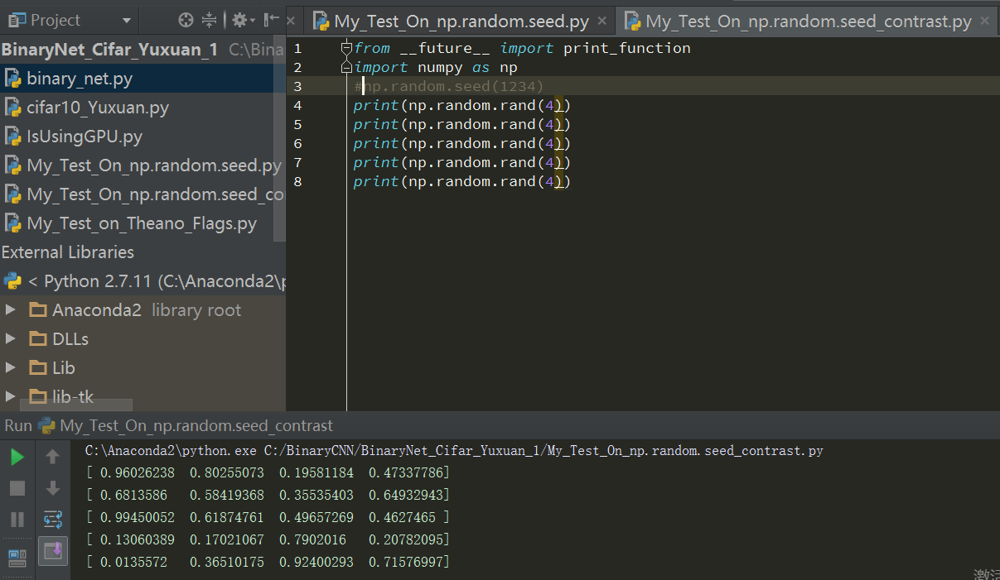 Project
My_Test_On_np.random.seed.py
My_Test_On_np.random.seed_contrast.py
BinaryNet_Cifar_Yuxuan_1 C:\Bina
binary_net.py
cifar10_Yuxuan.py
IsUsingGPU.py
My_Test_On_np.random.seed.py
My_Test_On_np.random.seed_co
My_Test_on_Theano_Flags.py
External Libraries
< Python 2.7.11 (C:\Anaconda2\p
Anaconda2 library root
DLLs
Lib
lib-tk
1 from __future__ import print_function
2 import numpy as np
3 #np.random.seed(1234)
4 print(np.random.rand(4))
5 print(np.random.rand(4))
6 print(np.random.rand(4))
7 print(np.random.rand(4))
8 print(np.random.rand(4))
Run My_Test_On_np.random.seed_contrast
C:\Anaconda2\python.exe C:/BinaryCNN/BinaryNet_Cifar_Yuxuan_1/My_Test_On_np.random.seed_contrast.py
[ 0.96026238 0.80255073 0.19581184 0.47337786]
[ 0.6813586 0.58419368 0.35535403 0.64932943]
[ 0.99450052 0.61874761 0.49657269 0.4627465 ]
[ 0.13060389 0.17021067 0.7902016 0.20782095]
[ 0.0135572 0.36510175 0.92400293 0.71576997]
激活